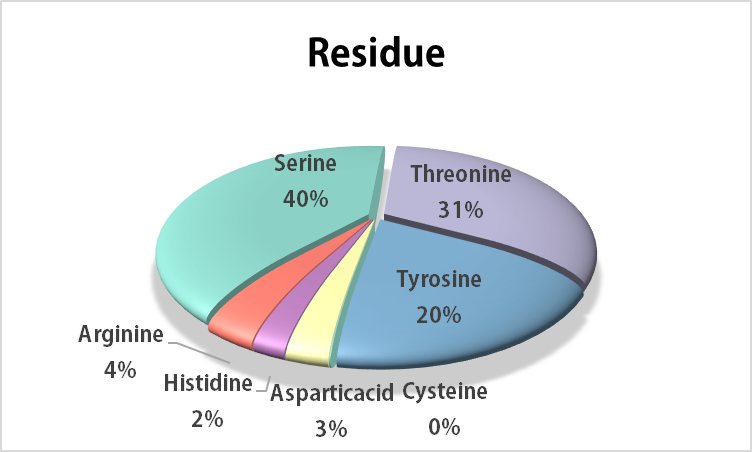 Residue
Serine
40%
Threonine
31%
Tyrosine
20%
Arginine
4%
Histidine
2%
Asparticacid
3%
Cysteine
0%